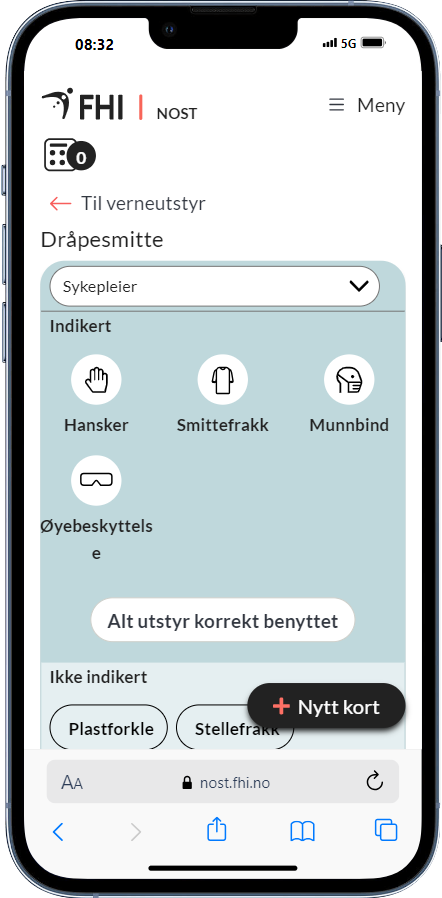 08:32
5G
FHI | NOST
Meny
0
Til verneutstyr
Dråpesmitte
Sykepleier
Indikert
Hansker
Smittefrakk
Munnbind
Øyebeskyttels
e
Alt utstyr korrekt benyttet
Ikke indikert
Nytt kort
Plastforkle
Stellefrakk
AA
nost.fhi.no